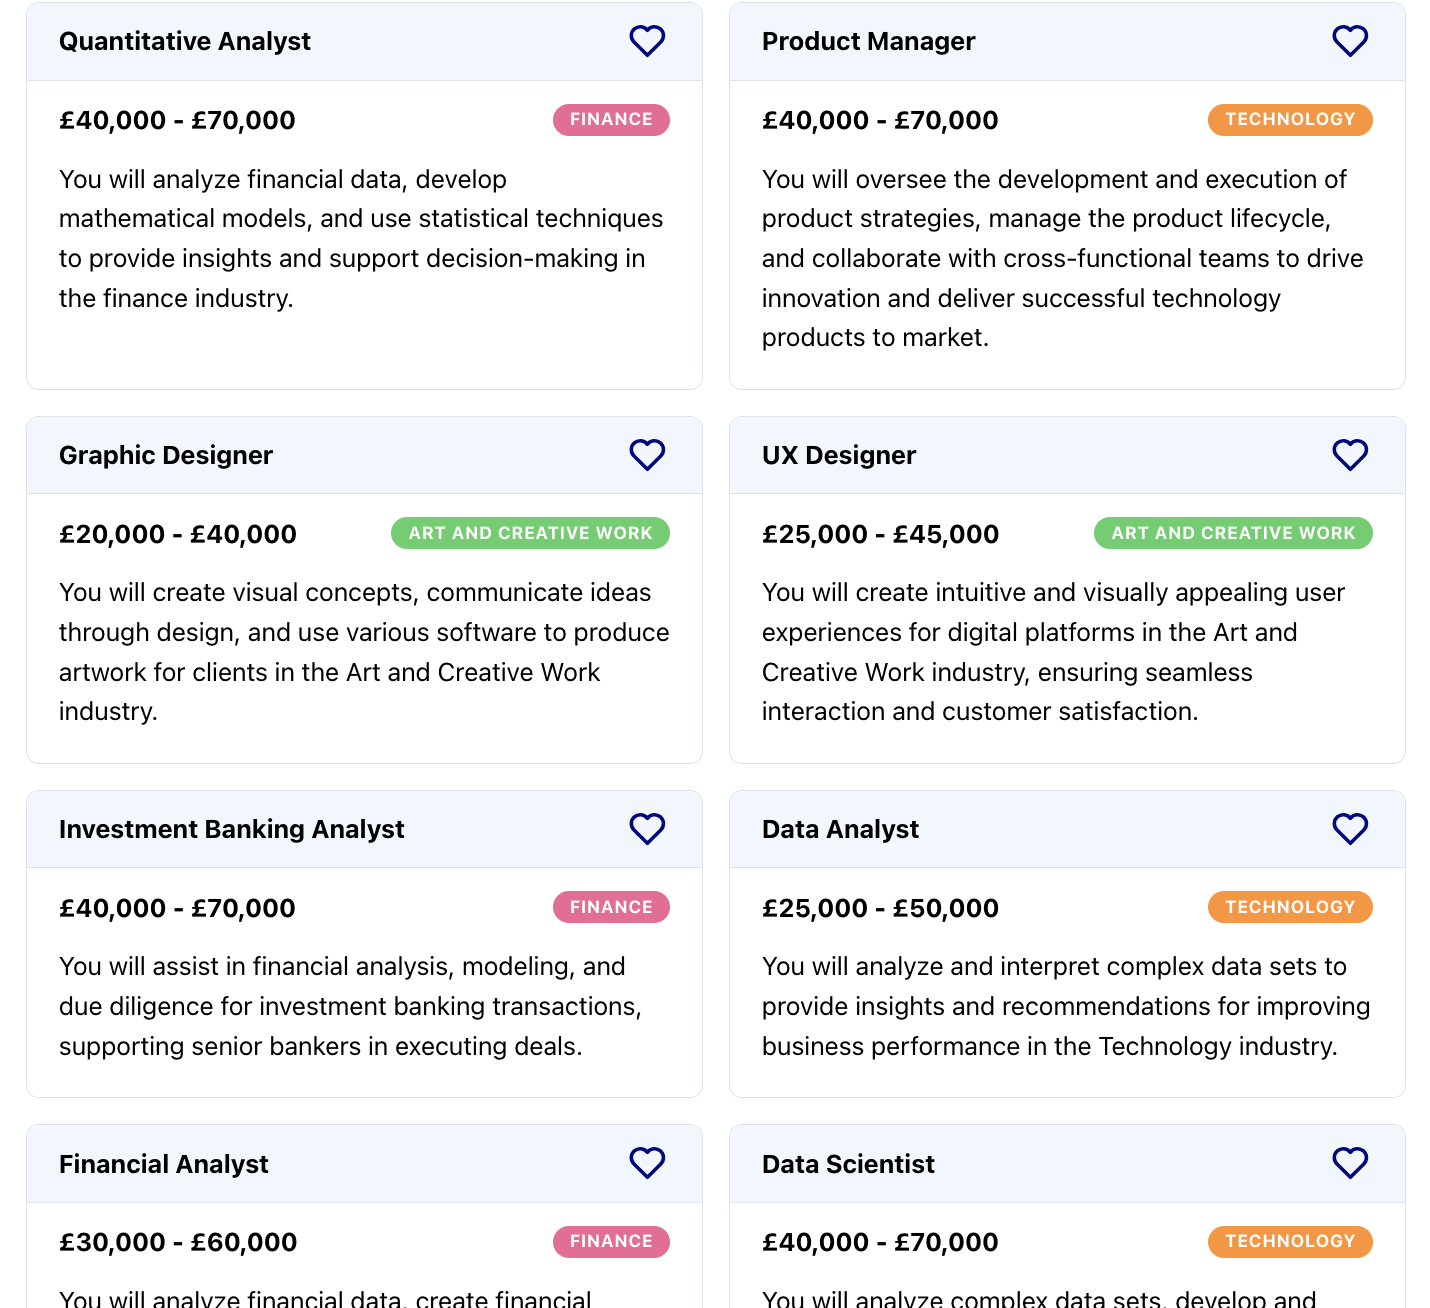 Quantitative Analyst
£40,000 - £70,000
FINANCE
You will analyze financial data, develop
mathematical models, and use statistical techniques
to provide insights and support decision-making in
the finance industry.
Product Manager
£40,000 - £70,000
TECHNOLOGY
You will oversee the development and execution of
product strategies, manage the product lifecycle,
and collaborate with cross-functional teams to drive
innovation and deliver successful technology
products to market.
Graphic Designer
£20,000 - £40,000
ART AND CREATIVE WORK
You will create visual concepts, communicate ideas
through design, and use various software to produce
artwork for clients in the Art and Creative Work
industry.
UX Designer
£25,000 - £45,000
ART AND CREATIVE WORK
You will create intuitive and visually appealing user
experiences for digital platforms in the Art and
Creative Work industry, ensuring seamless
interaction and customer satisfaction.
Investment Banking Analyst
£40,000 - £70,000
FINANCE
You will assist in financial analysis, modeling, and
due diligence for investment banking transactions,
supporting senior bankers in executing deals.
Data Analyst
£25,000 - £50,000
TECHNOLOGY
You will analyze and interpret complex data sets to
provide insights and recommendations for improving
business performance in the Technology industry.
Financial Analyst
£30,000 - £60,000
FINANCE
You will analyze financial data, create financial
Data Scientist
£40,000 - £70,000
TECHNOLOGY
You will analyze complex data sets, develop and